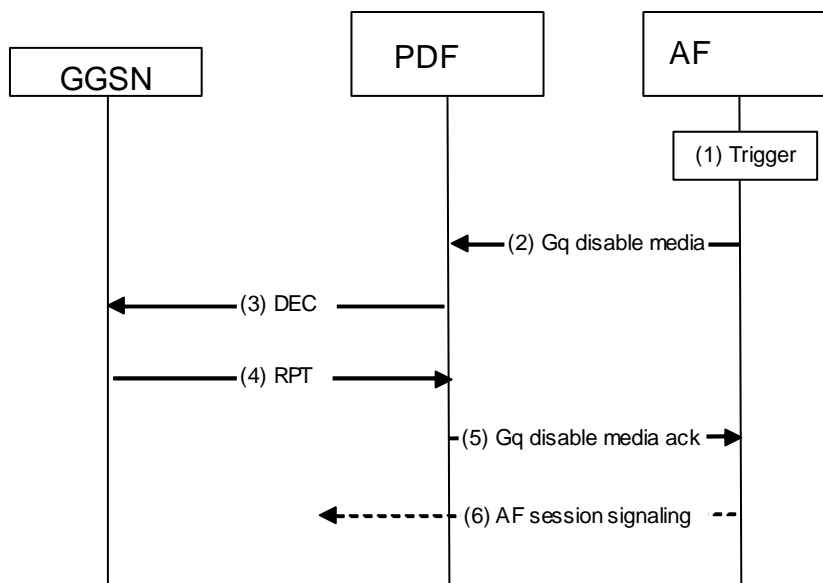 GGSN
PDF
AF
(1) Trigger
(2) Gq disable media
(3) DEC
(4) RPT
(5) Gq disable media ack
(6) AF session signaling